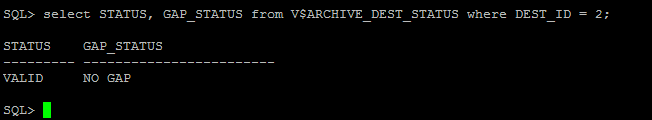 SQL> select STATUS, GAP_STATUS from V$ARCHIVE_DEST_STATUS where DEST_ID = 2;
STATUS    GAP_STATUS
--------- ------------------------
VALID     NO GAP
SQL>